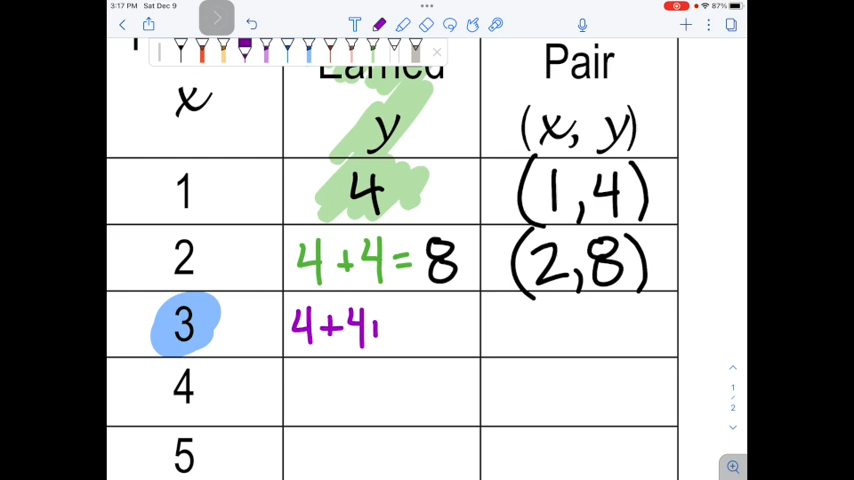 3:17 PM Sat Dec 9
87%
Earned Pair
x y (x, y)
1 4 (1,4)
2 4+4= 8 (2,8)
3 4+4
4
5
1
2